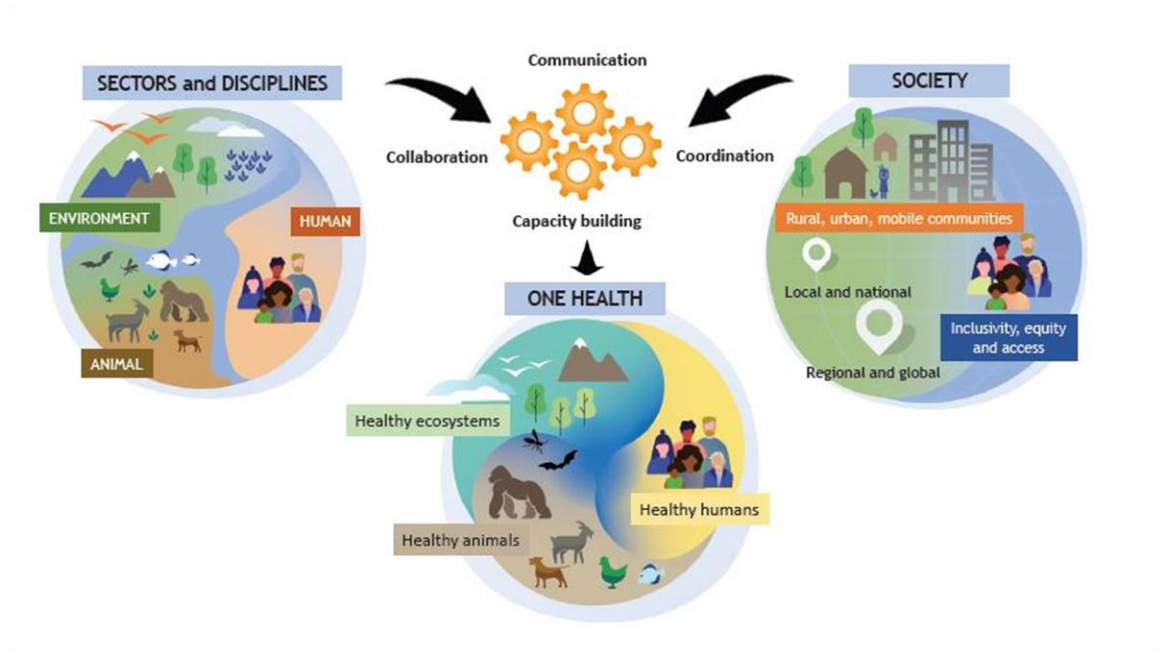 SECTORS and DISCIPLINES
ENVIRONMENT
HUMAN
ANIMAL
Communication
Collaboration
Coordination
Capacity building
SOCIETY
Rural, urban, mobile communities
Local and national
Regional and global
Inclusivity, equity
and access
ONE HEALTH
Healthy ecosystems
Healthy humans
Healthy animals